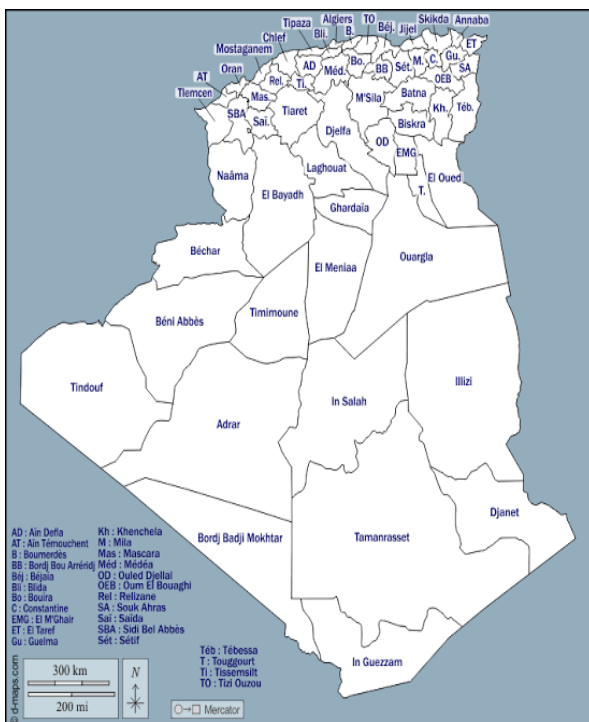 Tipaza
Algiers
TO
Skikda
Bli.
B.
Béj.
Jijel
Annaba
Chlef
Mostaganem
Oran
AT
Tlemcen
ET
Gu.
C.
M.
Sét.
BB
Bo.
Méd.
AD
Rel.
Ti.
SA
OEB
Mas.
SBA
Saï.
Tiaret
M'Sila
Batna
Kh.
Téb.
Djelfa
Biskra
OD
EMG
Naâma
El Bayadh
Laghouat
T.
El Oued
Ghardaïa
Béchar
El Meniaa
Ouargla
Béni Abbès
Timimoune
Tindouf
Adrar
In Salah
Illizi
Djanet
Bordj Badji Mokhtar
Tamanrasset
In Guezzam
AD : Aïn Defla
AT : Aïn Témouchent
B : Boumerdès
BB : Bordj Bou Arréridj
Béj : Béjaïa
Bli : Blida
Bo : Bouira
C : Constantine
EMG : El M'Ghair
ET : El Taref
Gu : Guelma
Kh : Khenchela
M : Mila
Mas : Mascara
Méd : Médéa
OD : Ouled Djellal
OEB : Oum El Bouaghi
Rel : Relizane
SA : Souk Ahras
Saï : Saïda
SBA : Sidi Bel Abbès
Sét : Sétif
Téb : Tébessa
T : Touggourt
Ti : Tissemsilt
TO : Tizi Ouzou
300 km
200 mi
N
Mercator
© d-maps.com